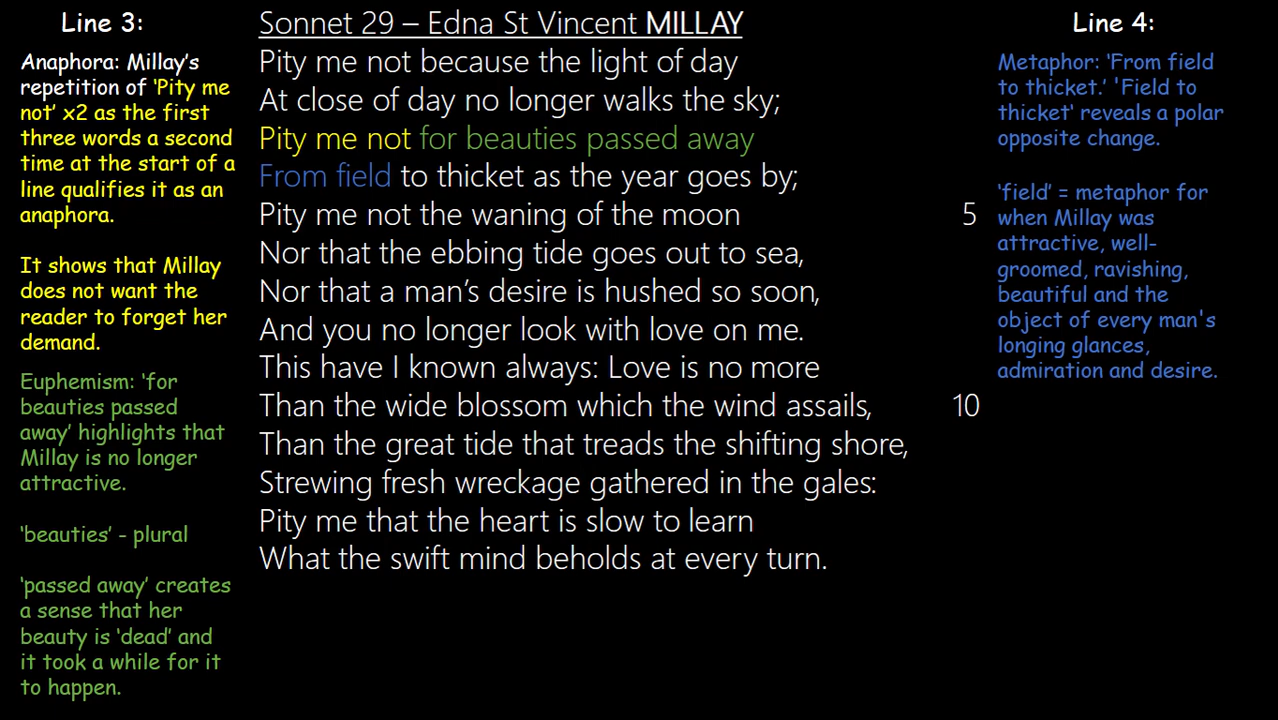 Line 3:
Anaphora: Millay's
repetition of 'Pity me
not' x2 as the first
three words a second
time at the start of a
line qualifies it as an
anaphora.
It shows that Millay
does not want the
reader to forget her
demand.
Euphemism: 'for
beauties passed
away' highlights that
Millay is no longer
attractive.
'beauties' - plural
'passed away' creates
a sense that her
beauty is 'dead' and
it took a while for it
to happen.
Sonnet 29 – Edna St Vincent MILLAY
Pity me not because the light of day
At close of day no longer walks the sky;
Pity me not for beauties passed away
From field to thicket as the year goes by;
Pity me not the waning of the moon 5
Nor that the ebbing tide goes out to sea,
Nor that a man's desire is hushed so soon,
And you no longer look with love on me.
This have I known always: Love is no more
Than the wide blossom which the wind assails, 10
Than the great tide that treads the shifting shore,
Strewing fresh wreckage gathered in the gales:
Pity me that the heart is slow to learn
What the swift mind beholds at every turn.
Line 4:
Metaphor: 'From field
to thicket.' 'Field to
thicket' reveals a polar
opposite change.
'field' = metaphor for
when Millay was
attractive, well-
groomed, ravishing,
beautiful and the
object of every man's
longing glances,
admiration and desire.